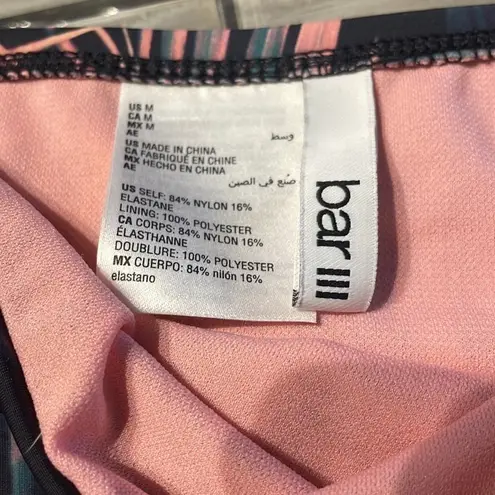 US M
CA M
MX M
AE وسط
US MADE IN CHINA
CA FABRIQUÉ EN CHINE
MX HECHO EN CHINA
AE صنع في الصين
US SELF: 84% NYLON 16%
ELASTANE
LINING: 100% POLYESTER
CA CORPS: 84% NYLON 16%
ÉLASTHANNE
DOUBLURE: 100% POLYESTER
MX CUERPO: 84% nilón 16%
elastano
bar III